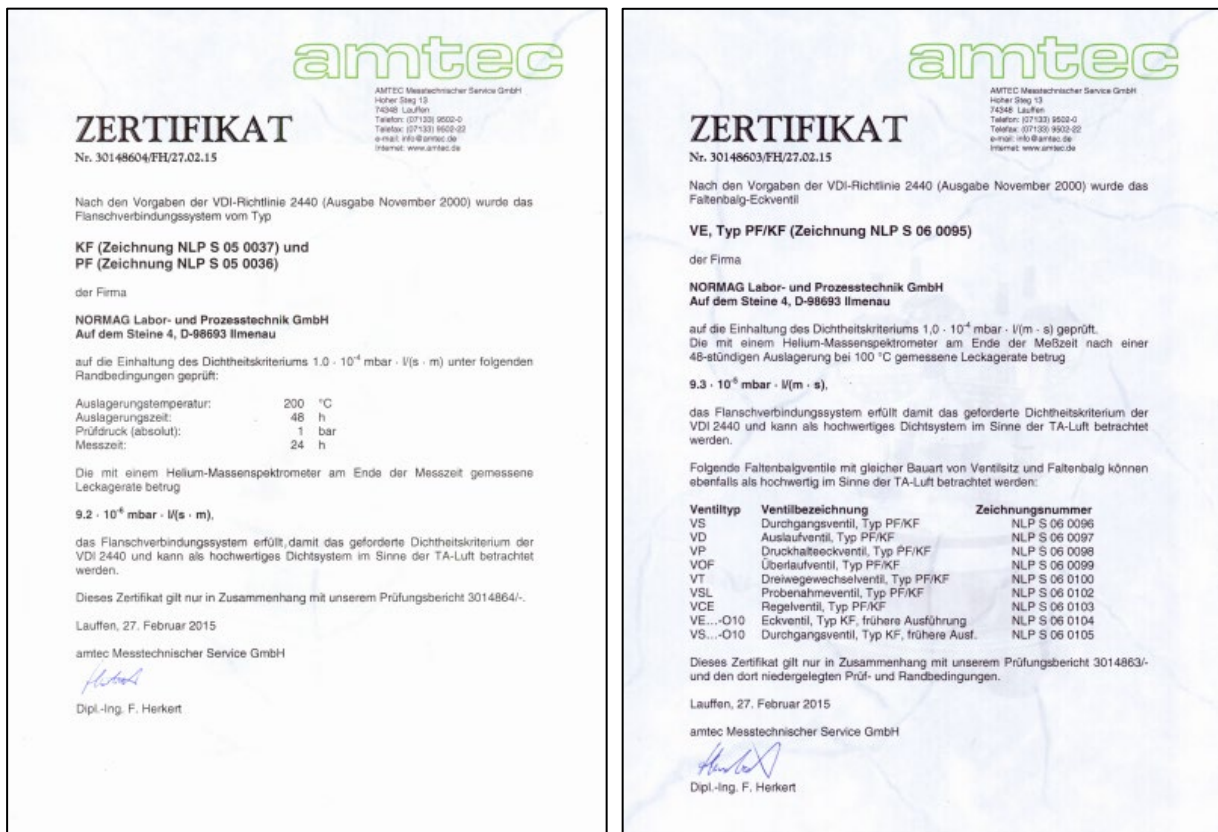 amtec
AMTEC Messtechnischer Service GmbH
Hoher Steg 13
74348 Lauffen
Telefon: (07133) 9502-0
Telefax: (07133) 9502-22
e-mail: info@amtec.de
Internet: www.amtec.de
ZERTIFIKAT
Nr. 30148604/FH/27.02.15
Nach den Vorgaben der VDI-Richtlinie 2440 (Ausgabe November 2000) wurde das
Flanschverbindungssystem vom Typ
KF (Zeichnung NLP S 05 0037) und
PF (Zeichnung NLP S 05 0036)
der Firma
NORMAG Labor- und Prozesstechnik GmbH
Auf dem Steine 4, D-98693 Ilmenau
auf die Einhaltung des Dichtheitskriteriums 1.0 · 10⁻⁴ mbar · l/(s · m) unter folgenden
Randbedingungen geprüft:
Auslagerungstemperatur: 200 °C
Auslagerungszeit: 48 h
Prüfdruck (absolut): 1 bar
Messzeit: 24 h
Die mit einem Helium-Massenspektrometer am Ende der Messzeit gemessene
Leckagerate betrug
9.2 · 10⁻⁶ mbar · l/(s · m),
das Flanschverbindungssystem erfüllt damit das geforderte Dichtheitskriterium der
VDI 2440 und kann als hochwertiges Dichtsystem im Sinne der TA-Luft betrachtet
werden.
Dieses Zertifikat gilt nur in Zusammenhang mit unserem Prüfungsbericht 3014864/-.
Lauffen, 27. Februar 2015
amtec Messtechnischer Service GmbH
Dipl.-Ing. F. Herkert
amtec
AMTEC Messtechnischer Service GmbH
Hoher Steg 13
74348 Lauffen
Telefon: (07133) 9502-0
Telefax: (07133) 9502-22
e-mail: info@amtec.de
Internet: www.amtec.de
ZERTIFIKAT
Nr. 30148603/FH/27.02.15
Nach den Vorgaben der VDI-Richtlinie 2440 (Ausgabe November 2000) wurde das
Faltenbalg-Eckventil
VE, Typ PF/KF (Zeichnung NLP S 06 0095)
der Firma
NORMAG Labor- und Prozesstechnik GmbH
Auf dem Steine 4, D-98693 Ilmenau
auf die Einhaltung des Dichtheitskriteriums 1,0 · 10⁻⁴ mbar · l/(m · s) geprüft.
Die mit einem Helium-Massenspektrometer am Ende der Meßzeit nach einer
48-stündigen Auslagerung bei 100 °C gemessene Leckagerate betrug
9.3 · 10⁻⁶ mbar · l/(m · s),
das Flanschverbindungssystem erfüllt damit das geforderte Dichtheitskriterium der
VDI 2440 und kann als hochwertiges Dichtsystem im Sinne der TA-Luft betrachtet
werden.
Folgende Faltenbalgventile mit gleicher Bauart von Ventilsitz und Faltenbalg können
ebenfalls als hochwertig im Sinne der TA-Luft betrachtet werden:
Ventiltyp Ventilbezeichnung Zeichnungsnummer
VS Durchgangsventil, Typ PF/KF NLP S 06 0096
VD Auslaufventil, Typ PF/KF NLP S 06 0097
VP Druckhalteeckventil, Typ PF/KF NLP S 06 0098
VOF Überlaufventil, Typ PF/KF NLP S 06 0099
VT Dreiwegewechselventil, Typ PF/KF NLP S 06 0100
VSL Probenahmeventil, Typ PF/KF NLP S 06 0102
VCE Regelventil, Typ PF/KF NLP S 06 0103
VE...-O10 Eckventil, Typ KF, frühere Ausführung NLP S 06 0104
VS...-O10 Durchgangsventil, Typ KF, frühere Ausf. NLP S 06 0105
Dieses Zertifikat gilt nur in Zusammenhang mit unserem Prüfungsbericht 3014863/-
und den dort niedergelegten Prüf- und Randbedingungen.
Lauffen, 27. Februar 2015
amtec Messtechnischer Service GmbH
Dipl.-Ing. F. Herkert